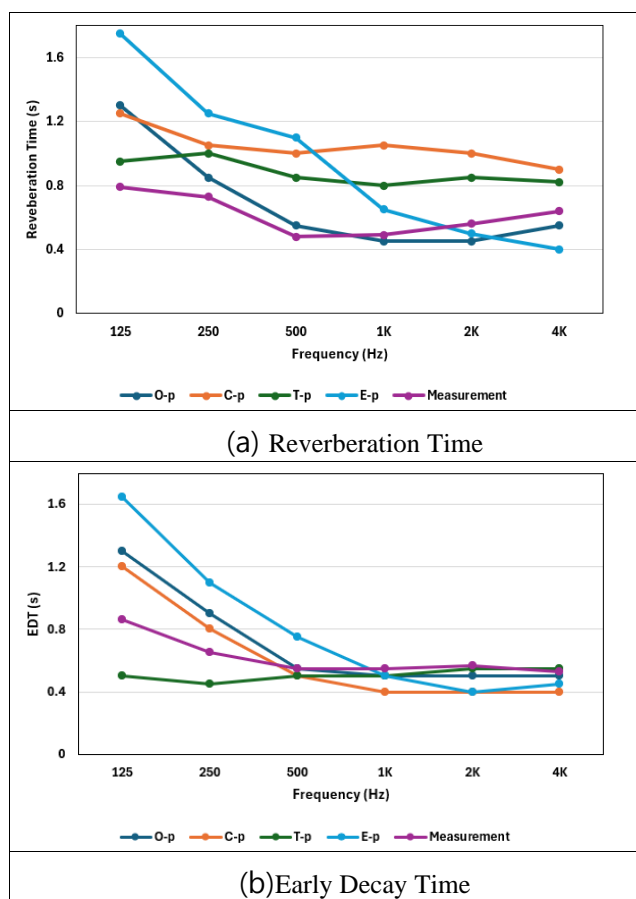 1.6
1.2
0.8
0.4
0
Reveberation Time (s)
125 250 500 1K 2K 4K
Frequency (Hz)
O-p C-p T-p E-p Measurement
(a) Reverberation Time
1.6
1.2
0.8
0.4
0
EDT (s)
125 250 500 1K 2K 4K
Frequency (Hz)
O-p C-p T-p E-p Measurement
(b)Early Decay Time